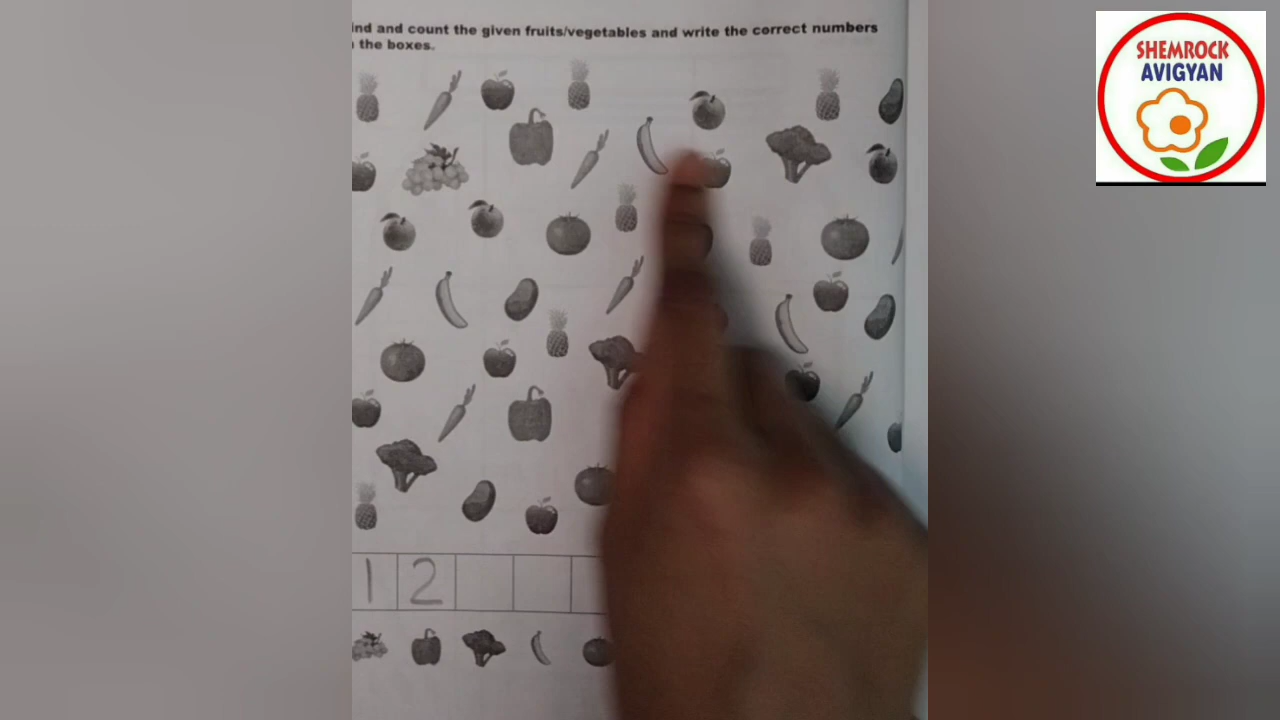 ind and count the given fruits/vegetables and write the correct numbers
the boxes.
1 2
SHEMROCK
AVIGYAN